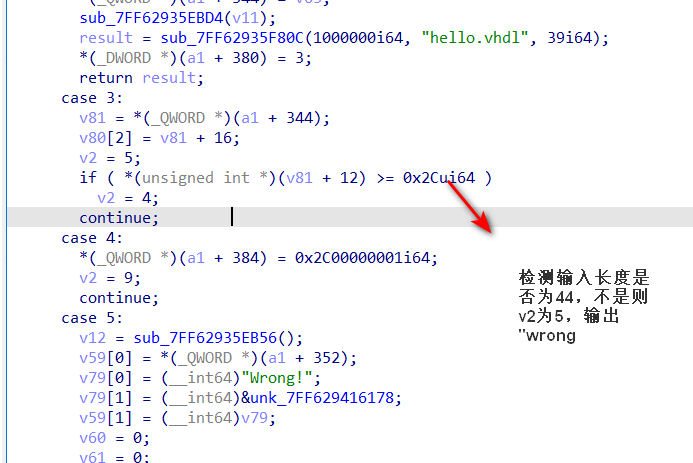 *(_QWORD *)(a1 + 344) = v65;
sub_7FF62935EBD4(v11);
result = sub_7FF62935F80C(1000000i64, "hello.vhdl", 39i64);
*(_DWORD *)(a1 + 380) = 3;
return result;
case 3:
v81 = *(_QWORD *)(a1 + 344);
v80[2] = v81 + 16;
v2 = 5;
if ( *(unsigned int *)(v81 + 12) >= 0x2Cui64 )
v2 = 4;
continue;
case 4:
*(_QWORD *)(a1 + 384) = 0x2C00000001i64;
v2 = 9;
continue;
case 5:
v12 = sub_7FF62935EB56();
v59[0] = *(_QWORD *)(a1 + 352);
v79[0] = (__int64)"Wrong!";
v79[1] = (__int64)&unk_7FF629416178;
v59[1] = (__int64)v79;
v60 = 0;
v61 = 0;
检测输入长度是
否为44，不是则
v2为5，输出
"wrong